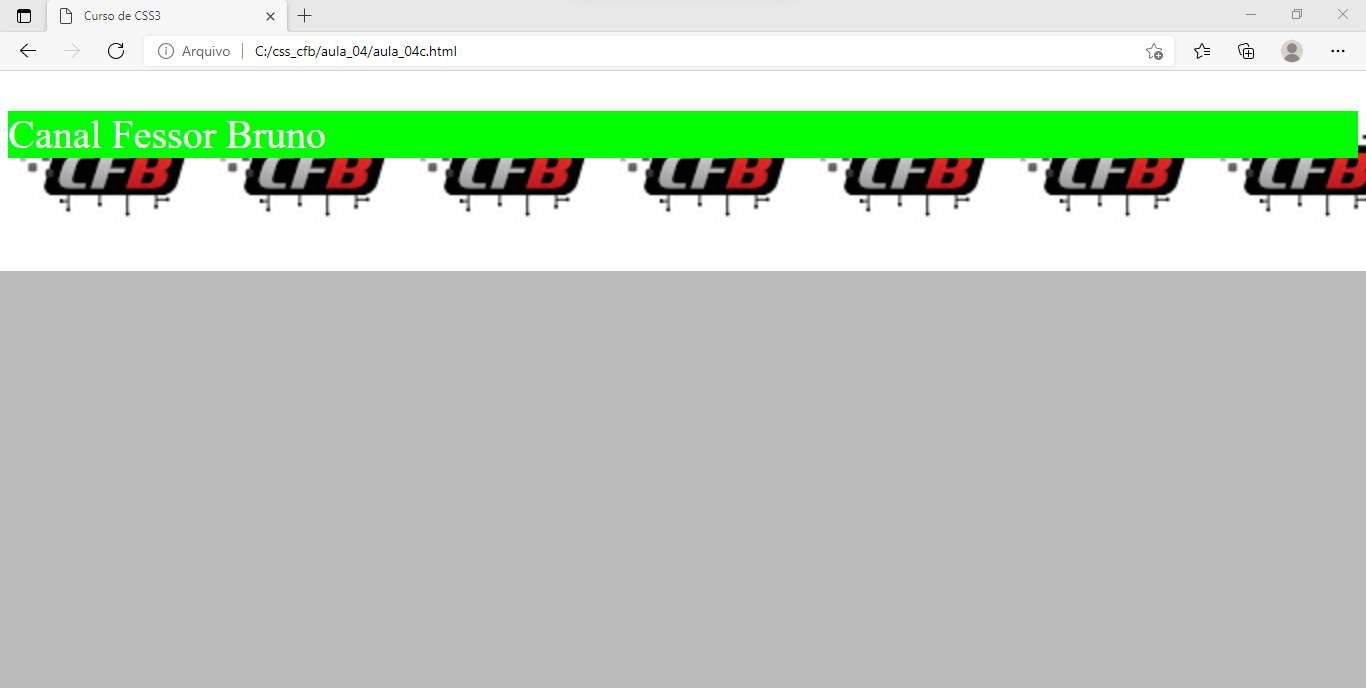 Curso de CSS3
Arquivo C:/css_cfb/aula_04/aula_04c.html
Canal Fessor Bruno
CFB CFB CFB CFB CFB CFB CFB